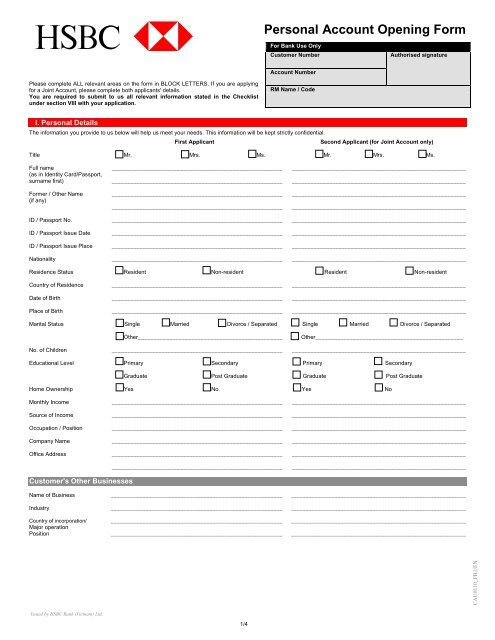 HSBC
Personal Account Opening Form
For Bank Use Only
Customer Number Authorised signature
Account Number
RM Name / Code
Please complete ALL relevant areas on the form in BLOCK LETTERS. If you are applying
for a Joint Account, please complete both applicants' details.
You are required to submit to us all relevant information stated in the Checklist
under section VIII with your application.
I. Personal Details
The information you provide to us below will help us meet your needs. This information will be kept strictly confidential.
First Applicant Second Applicant (for Joint Account only)
Title Mr. Mrs. Ms. Mr. Mrs. Ms.
Full name
(as in Identity Card/Passport,
surname first)
Former / Other Name
(if any)
ID / Passport No.
ID / Passport Issue Date
ID / Passport Issue Place
Nationality
Residence Status Resident Non-resident Resident Non-resident
Country of Residence
Date of Birth
Place of Birth
Marital Status Single Married Divorce / Separated Single Married Divorce / Separated
Other Other
No. of Children
Educational Level Primary Secondary Primary Secondary
Graduate Post Graduate Graduate Post Graduate
Home Ownership Yes No Yes No
Monthly Income
Source of Income
Occupation / Position
Company Name
Office Address
Customer's Other Businesses
Name of Business
Industry
Country of incorporation/
Major operation
Position
Issued by HSBC Bank (Vietnam) Ltd.
1/4